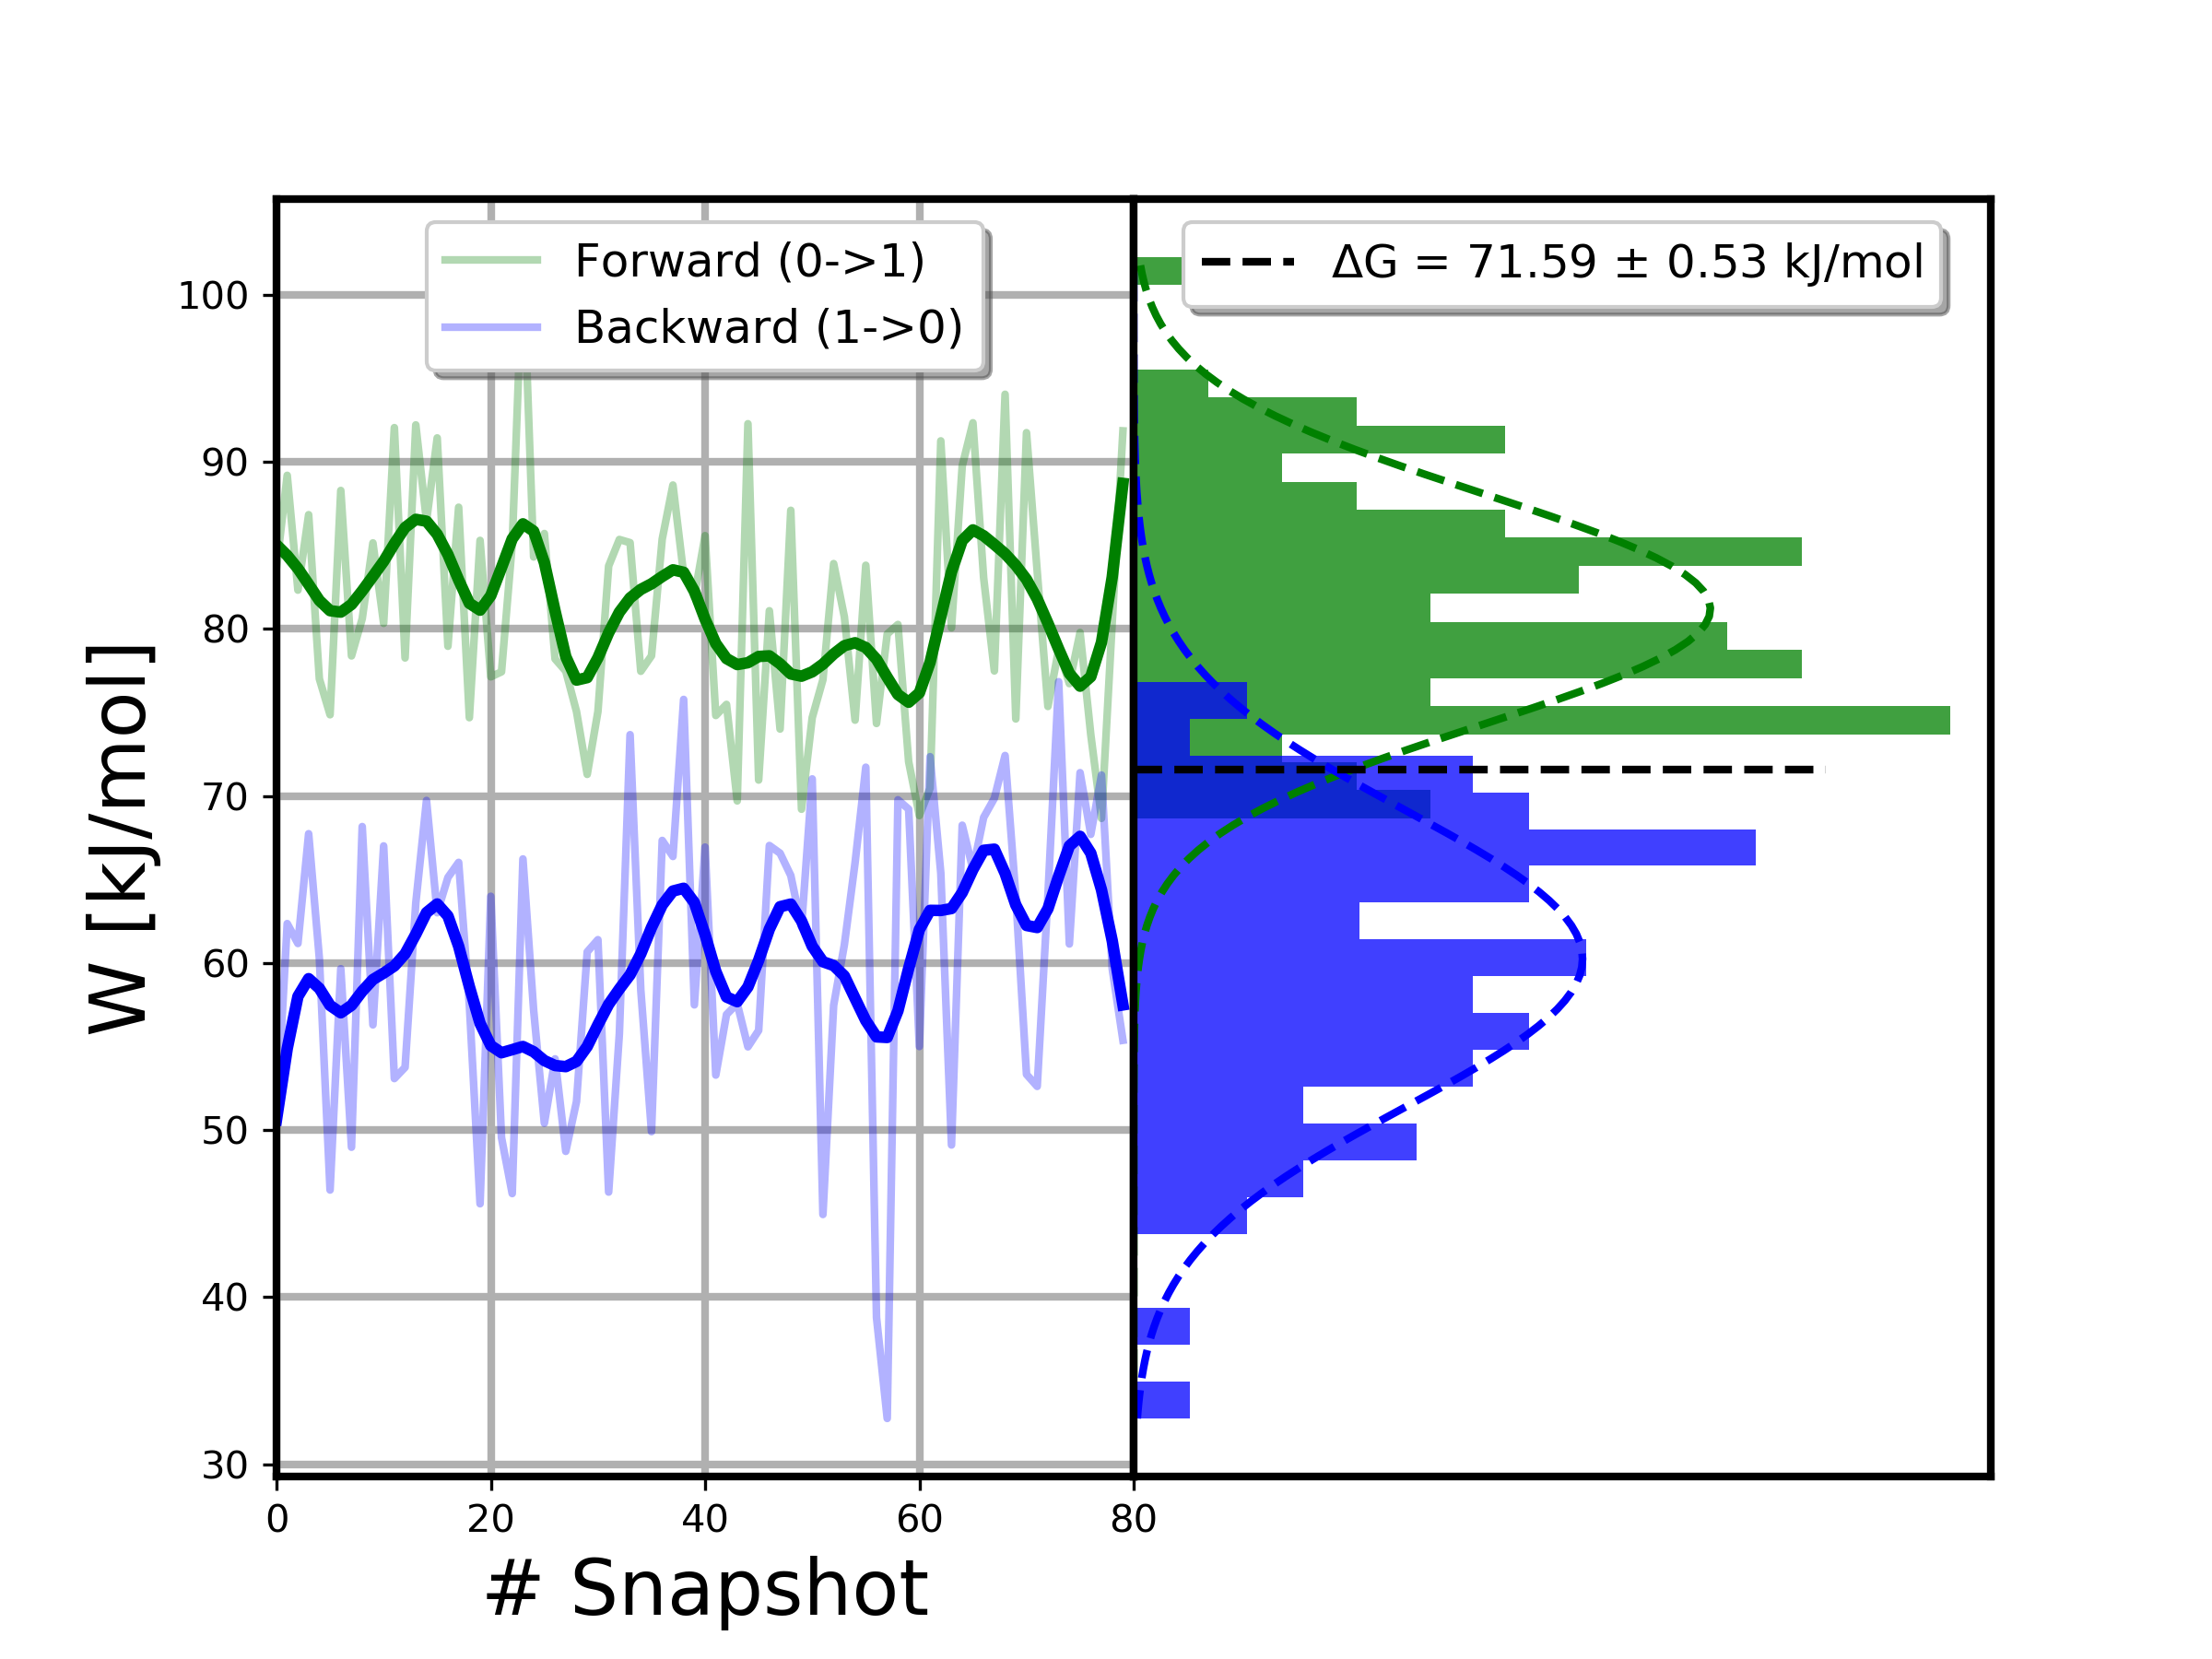 Forward (0->1)
Backward (1->0)
ΔG = 71.59 ± 0.53 kJ/mol
W [kJ/mol]
100
90
80
70
60
50
40
30
0 20 40 60 80
# Snapshot